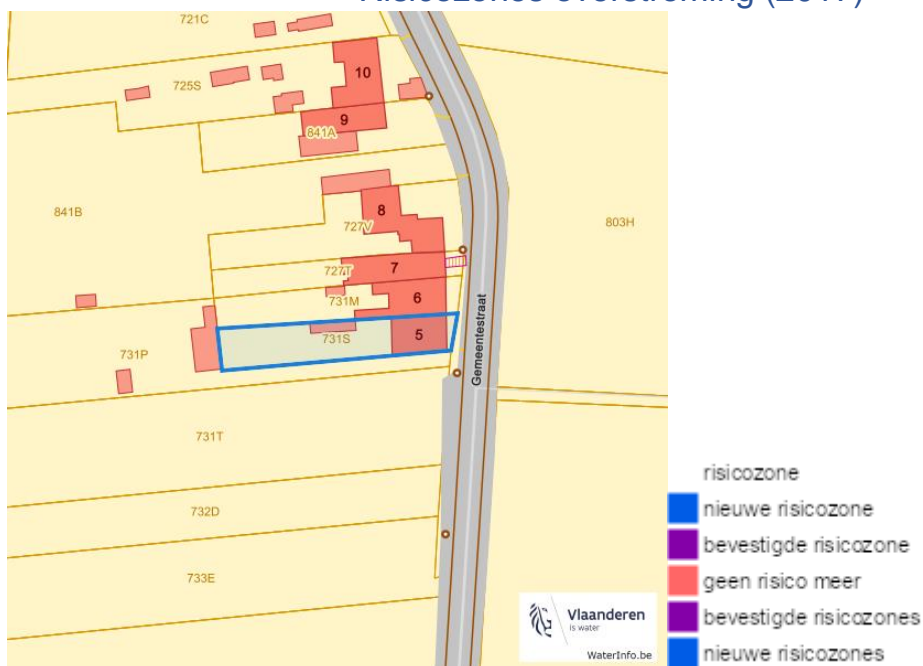 Risicozones overstroming (2017)
721C
10
725S
9
841A
841B
8
803H
727V
7
727T
731M
6
Gemeentestraat
731S
5
731P
731T
732D
733E
Vlaanderen
is water
WaterInfo.be
risicozone
nieuwe risicozone
bevestigde risicozone
geen risico meer
bevestigde risicozones
nieuwe risicozones